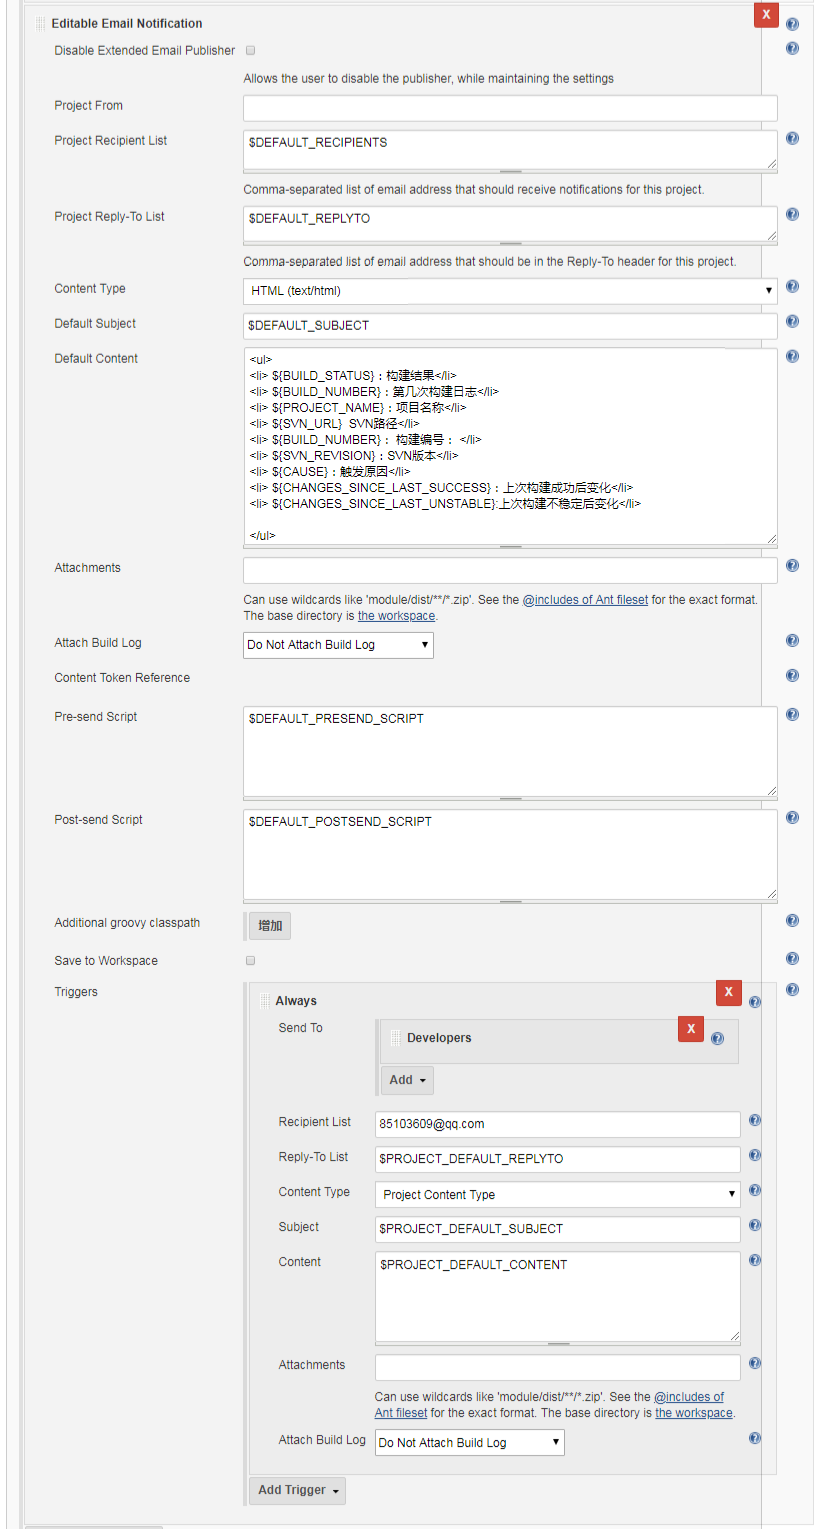 Editable Email Notification
X
Disable Extended Email Publisher
Allows the user to disable the publisher, while maintaining the settings
Project From
Project Recipient List
$DEFAULT_RECIPIENTS
Comma-separated list of email address that should receive notifications for this project.
Project Reply-To List
$DEFAULT_REPLYTO
Comma-separated list of email address that should be in the Reply-To header for this project.
Content Type
HTML (text/html)
Default Subject
$DEFAULT_SUBJECT
Default Content
<ul>
<li> ${BUILD_STATUS}：构建结果</li>
<li> ${BUILD_NUMBER}：第几次构建日志</li>
<li> ${PROJECT_NAME}：项目名称</li>
<li> ${SVN_URL}  SVN路径</li>
<li> ${BUILD_NUMBER}： 构建编号： </li>
<li> ${SVN_REVISION}：SVN版本</li>
<li> ${CAUSE}：触发原因</li>
<li> ${CHANGES_SINCE_LAST_SUCCESS}：上次构建成功后变化</li>
<li> ${CHANGES_SINCE_LAST_UNSTABLE}:上次构建不稳定后变化</li>
</ul>
Attachments
Can use wildcards like 'module/dist/**/*.zip'. See the @includes of Ant fileset for the exact format.
The base directory is the workspace.
Attach Build Log
Do Not Attach Build Log
Content Token Reference
Pre-send Script
$DEFAULT_PRESEND_SCRIPT
Post-send Script
$DEFAULT_POSTSEND_SCRIPT
Additional groovy classpath
增加
Save to Workspace
Triggers
Always
X
Send To
Developers
X
Add
Recipient List
85103609@qq.com
Reply-To List
$PROJECT_DEFAULT_REPLYTO
Content Type
Project Content Type
Subject
$PROJECT_DEFAULT_SUBJECT
Content
$PROJECT_DEFAULT_CONTENT
Attachments
Can use wildcards like 'module/dist/**/*.zip'. See the @includes of
Ant fileset for the exact format. The base directory is the workspace.
Attach Build Log
Do Not Attach Build Log
Add Trigger